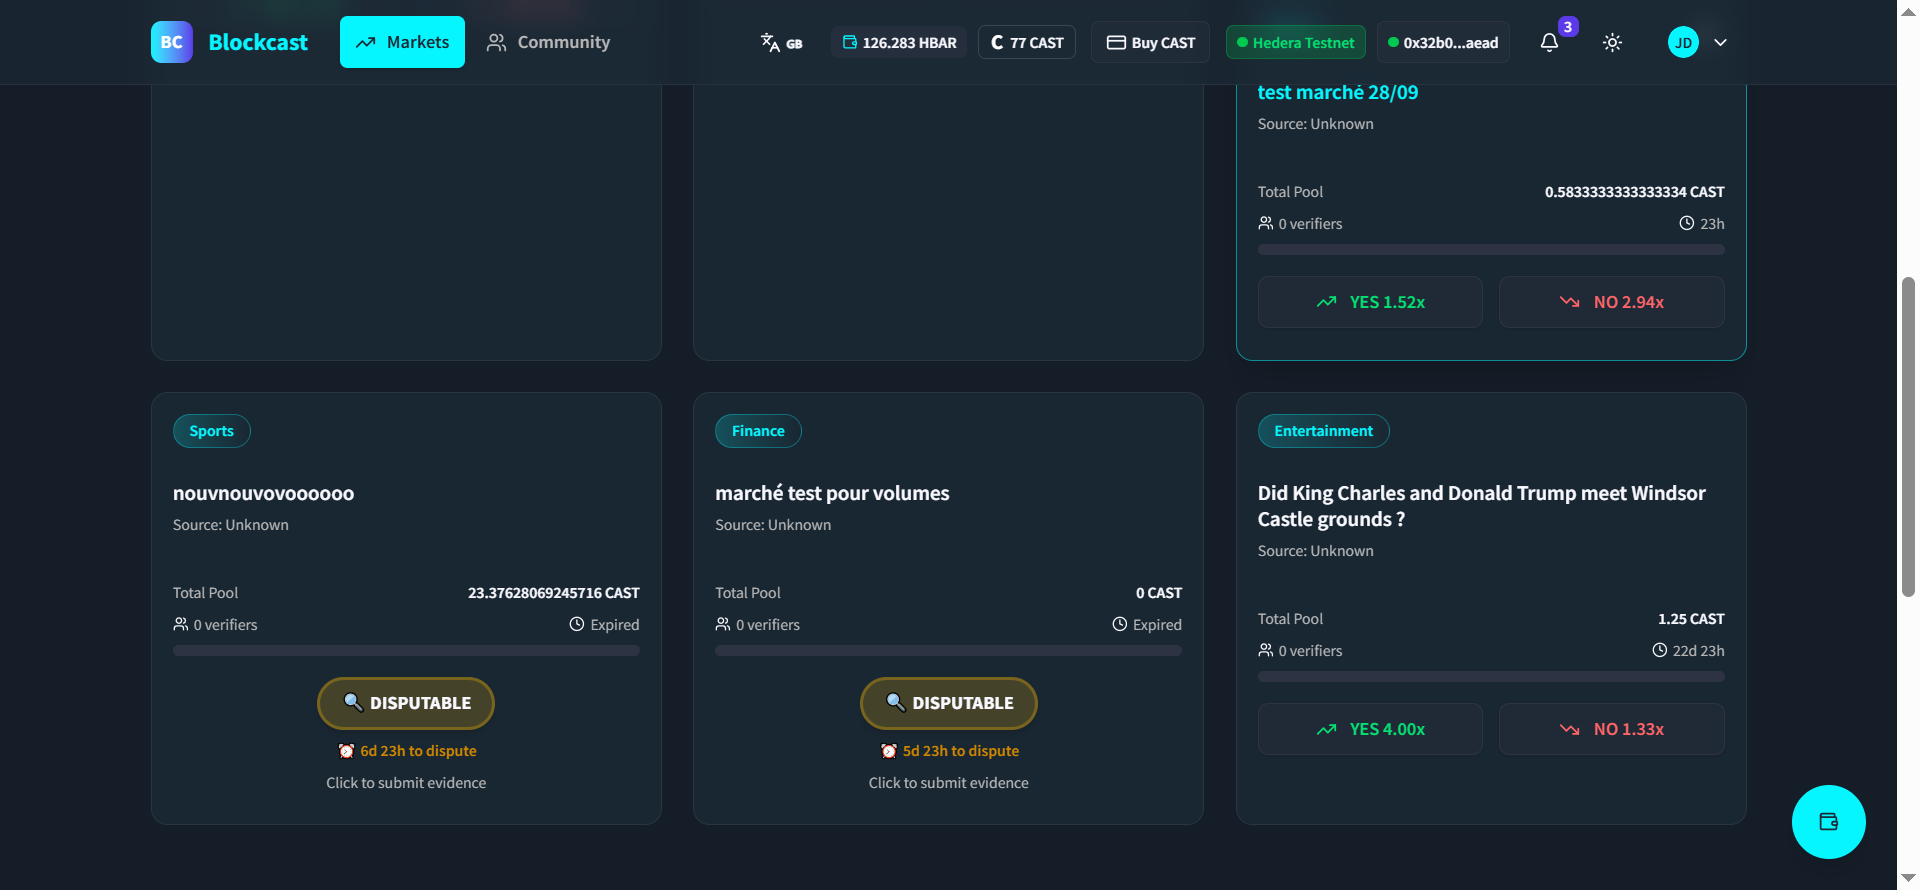 BC Blockcast Markets Community GB 126.283 HBAR C 77 CAST Buy CAST Hedera Testnet 0x32b0...aead 3 JD
test marché 28/09
Source: Unknown
Total Pool 0.5833333333333334 CAST
0 verifiers 23h
YES 1.52x NO 2.94x
Sports
nouvnouvovoooooo
Source: Unknown
Total Pool 23.37628069245716 CAST
0 verifiers Expired
DISPUTABLE
6d 23h to dispute
Click to submit evidence
Finance
marché test pour volumes
Source: Unknown
Total Pool 0 CAST
0 verifiers Expired
DISPUTABLE
5d 23h to dispute
Click to submit evidence
Entertainment
Did King Charles and Donald Trump meet Windsor
Castle grounds ?
Source: Unknown
Total Pool 1.25 CAST
0 verifiers 22d 23h
YES 4.00x NO 1.33x